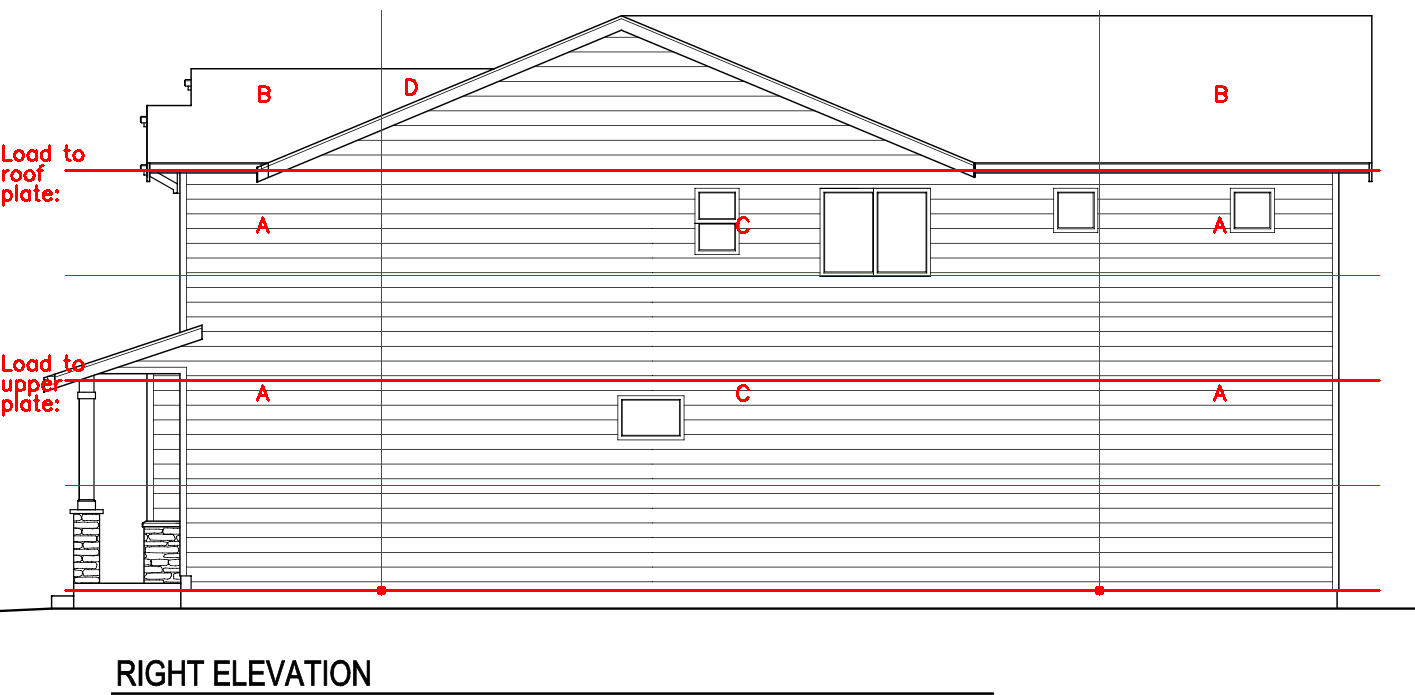 B
D
B
Load to
roof
plate:
A
C
A
Load to
upper
plate:
A
C
A
RIGHT ELEVATION